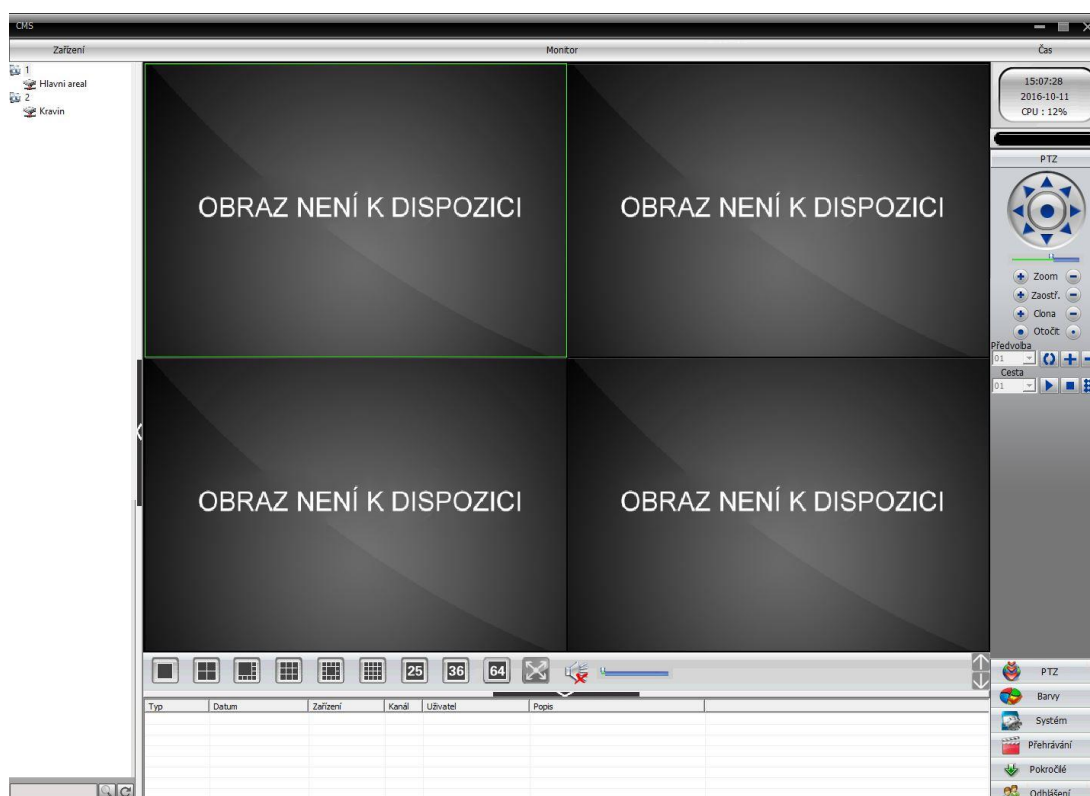 CMS
Zařízení
Monitor
Čas
1
Hlavni areal
2
Kravin
OBRAZ NENÍ K DISPOZICI
OBRAZ NENÍ K DISPOZICI
OBRAZ NENÍ K DISPOZICI
OBRAZ NENÍ K DISPOZICI
15:07:28
2016-10-11
CPU : 12%
PTZ
Zoom
Zaostř.
Clona
Otočit
Předvolba
01
Cesta
01
25 36 64
Typ Datum Zařízení Kanál Uživatel Popis
PTZ
Barvy
Systém
Přehrávání
Pokročilé
Odhlášení